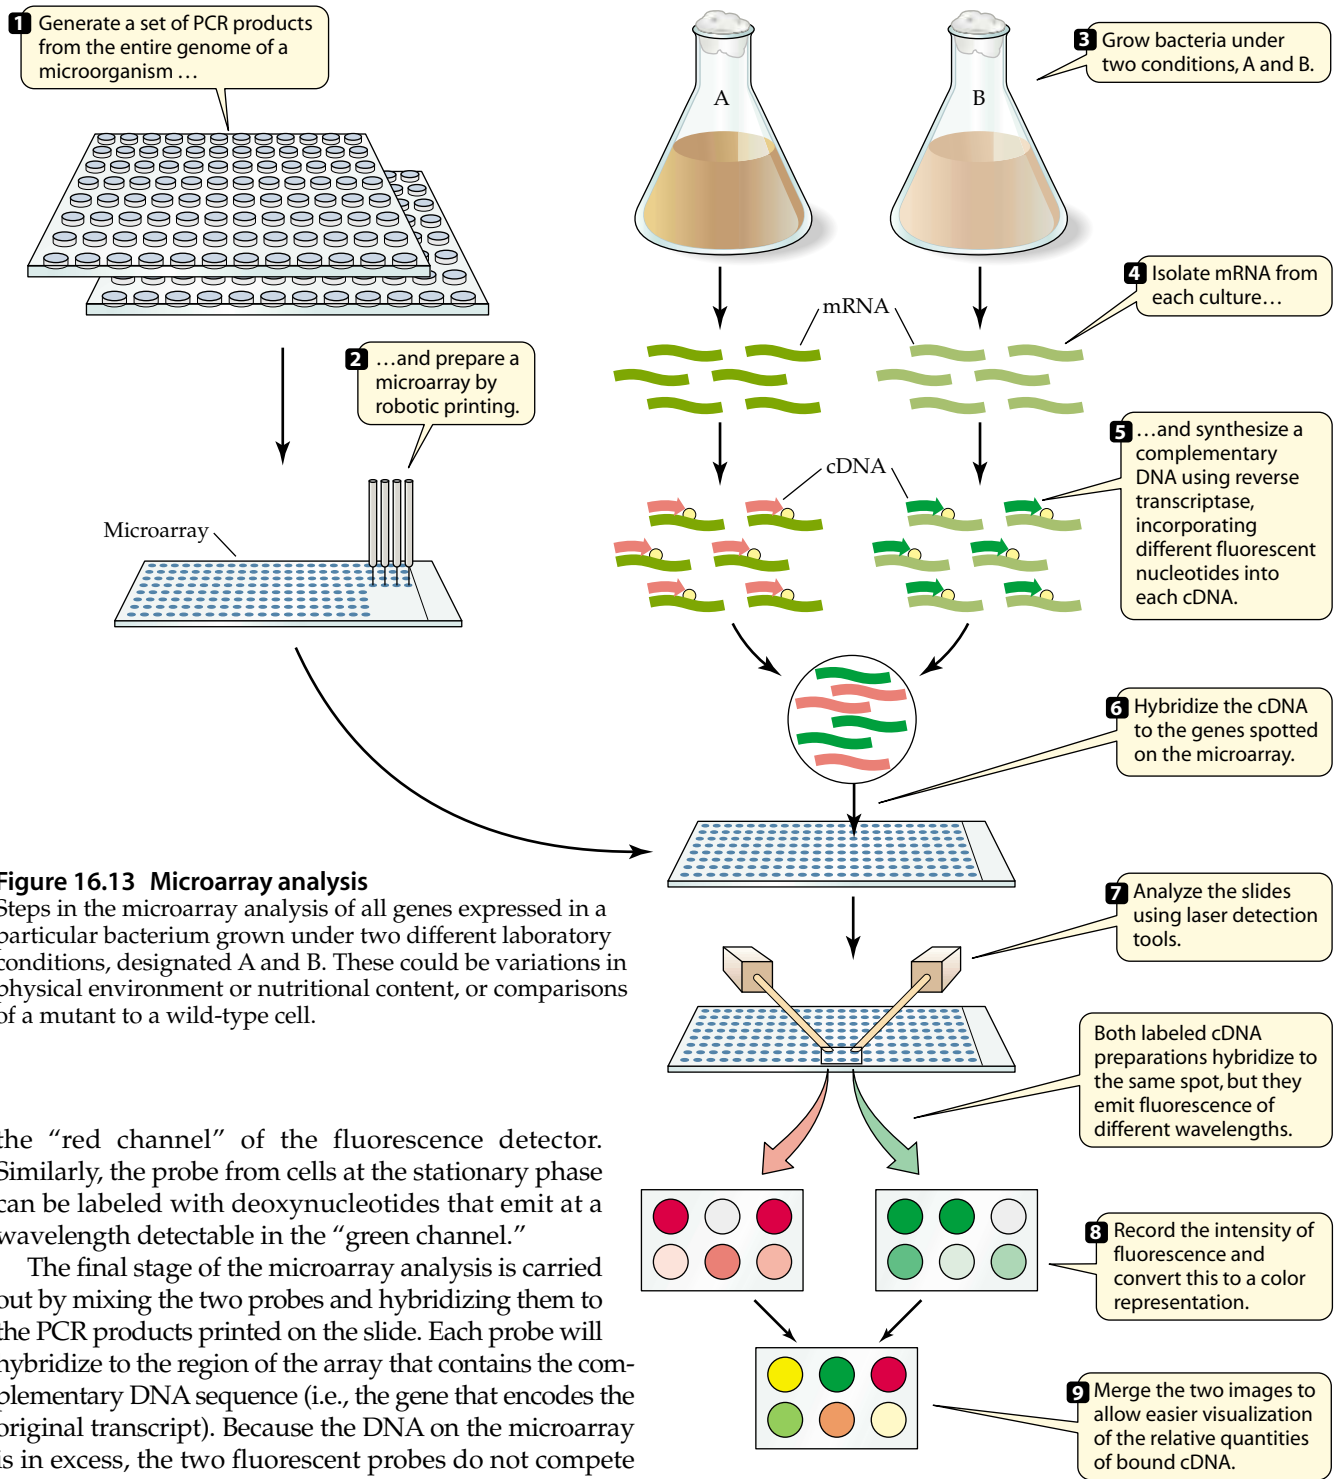 1 Generate a set of PCR products
from the entire genome of a
microorganism …
2 …and prepare a
microarray by
robotic printing.
Microarray
A
B
3 Grow bacteria under
two conditions, A and B.
4 Isolate mRNA from
each culture…
mRNA
5 …and synthesize a
complementary
DNA using reverse
transcriptase,
incorporating
different fluorescent
nucleotides into
each cDNA.
cDNA
6 Hybridize the cDNA
to the genes spotted
on the microarray.
7 Analyze the slides
using laser detection
tools.
Both labeled cDNA
preparations hybridize to
the same spot, but they
emit fluorescence of
different wavelengths.
8 Record the intensity of
fluorescence and
convert this to a color
representation.
9 Merge the two images to
allow easier visualization
of the relative quantities
of bound cDNA.
Figure 16.13 Microarray analysis
Steps in the microarray analysis of all genes expressed in a
particular bacterium grown under two different laboratory
conditions, designated A and B. These could be variations in
physical environment or nutritional content, or comparisons
of a mutant to a wild-type cell.
the “red channel” of the fluorescence detector.
Similarly, the probe from cells at the stationary phase
can be labeled with deoxynucleotides that emit at a
wavelength detectable in the “green channel.”
The final stage of the microarray analysis is carried
out by mixing the two probes and hybridizing them to
the PCR products printed on the slide. Each probe will
hybridize to the region of the array that contains the com-
plementary DNA sequence (i.e., the gene that encodes the
original transcript). Because the DNA on the microarray
is in excess, the two fluorescent probes do not compete